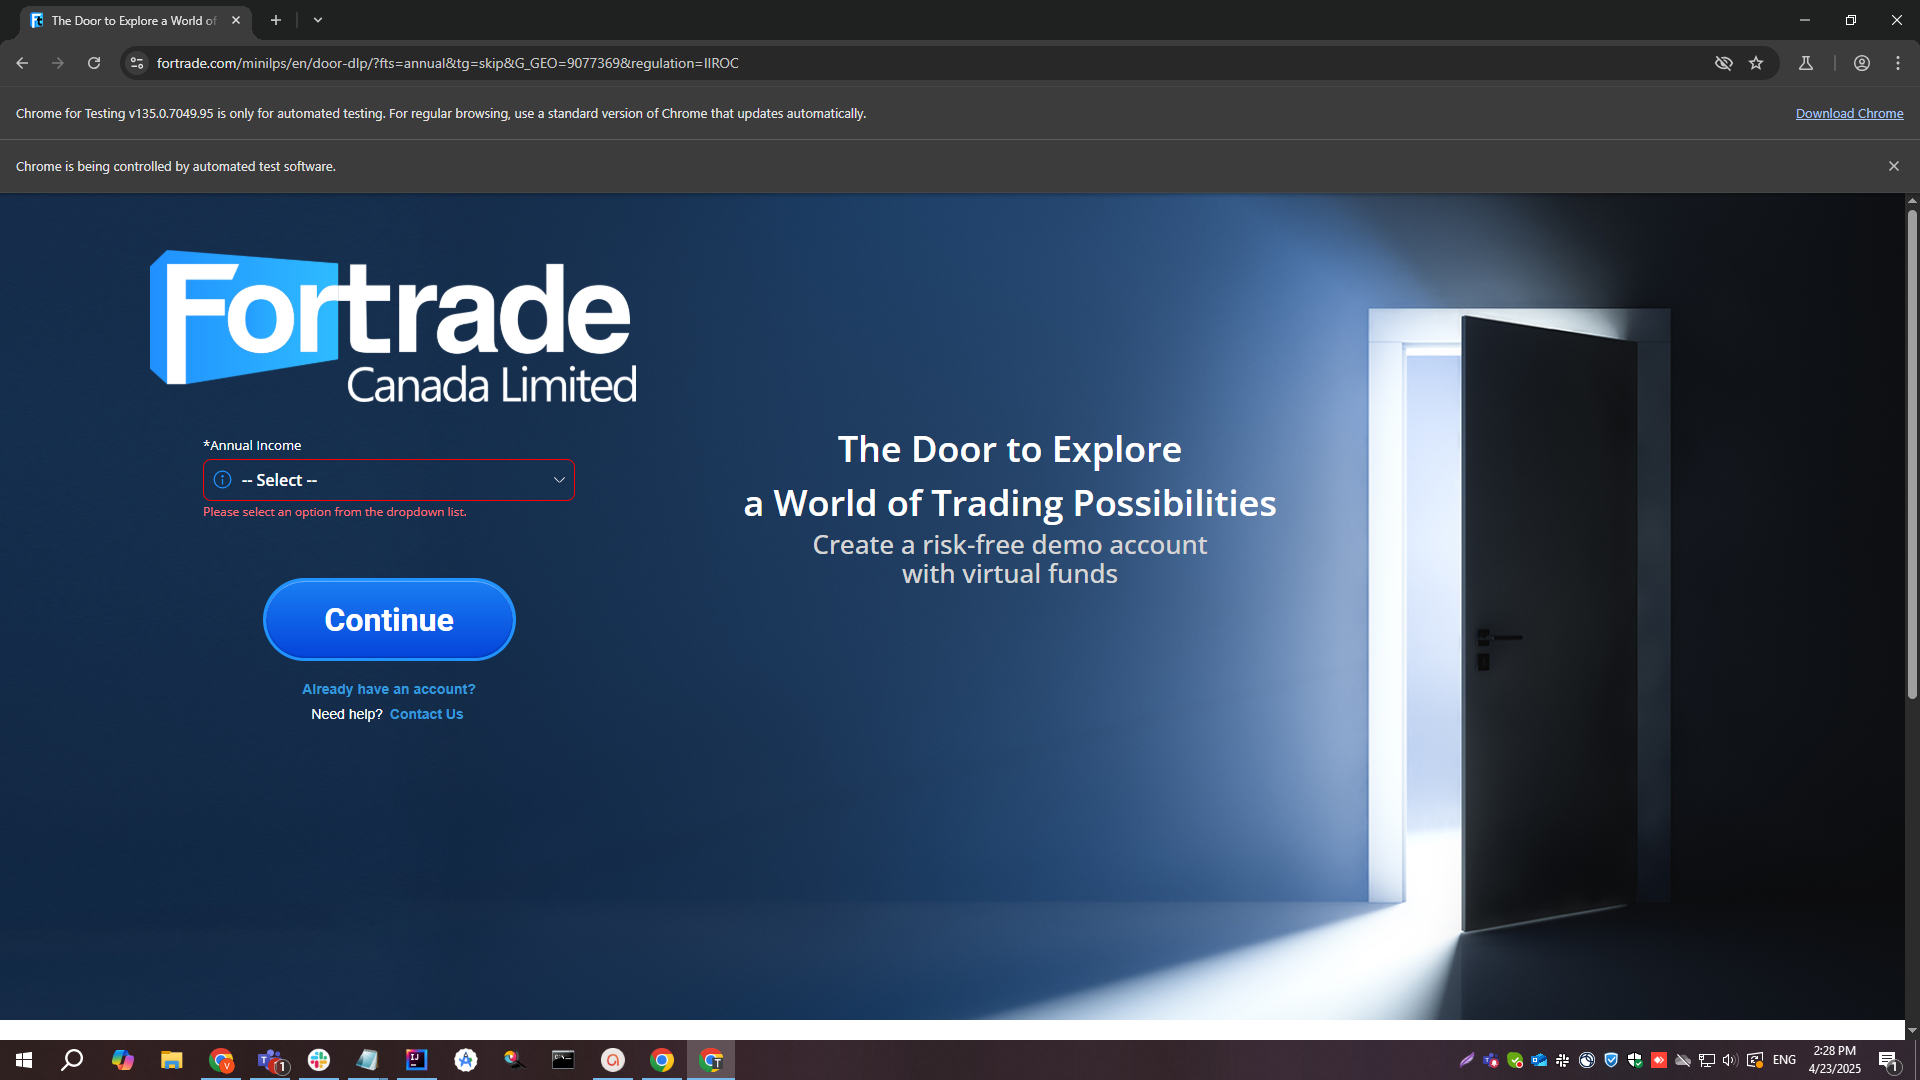 The Door to Explore a World of
fortrade.com/minilps/en/door-dlp/?fts=annual&tg=skip&G_GEO=9077369&regulation=IIROC
Chrome for Testing v135.0.7049.95 is only for automated testing. For regular browsing, use a standard version of Chrome that updates automatically.
Download Chrome
Chrome is being controlled by automated test software.
Fortrade
Canada Limited
*Annual Income
-- Select --
Please select an option from the dropdown list.
Continue
Already have an account?
Need help? Contact Us
The Door to Explore
a World of Trading Possibilities
Create a risk-free demo account
with virtual funds
ENG
2:28 PM
4/23/2025